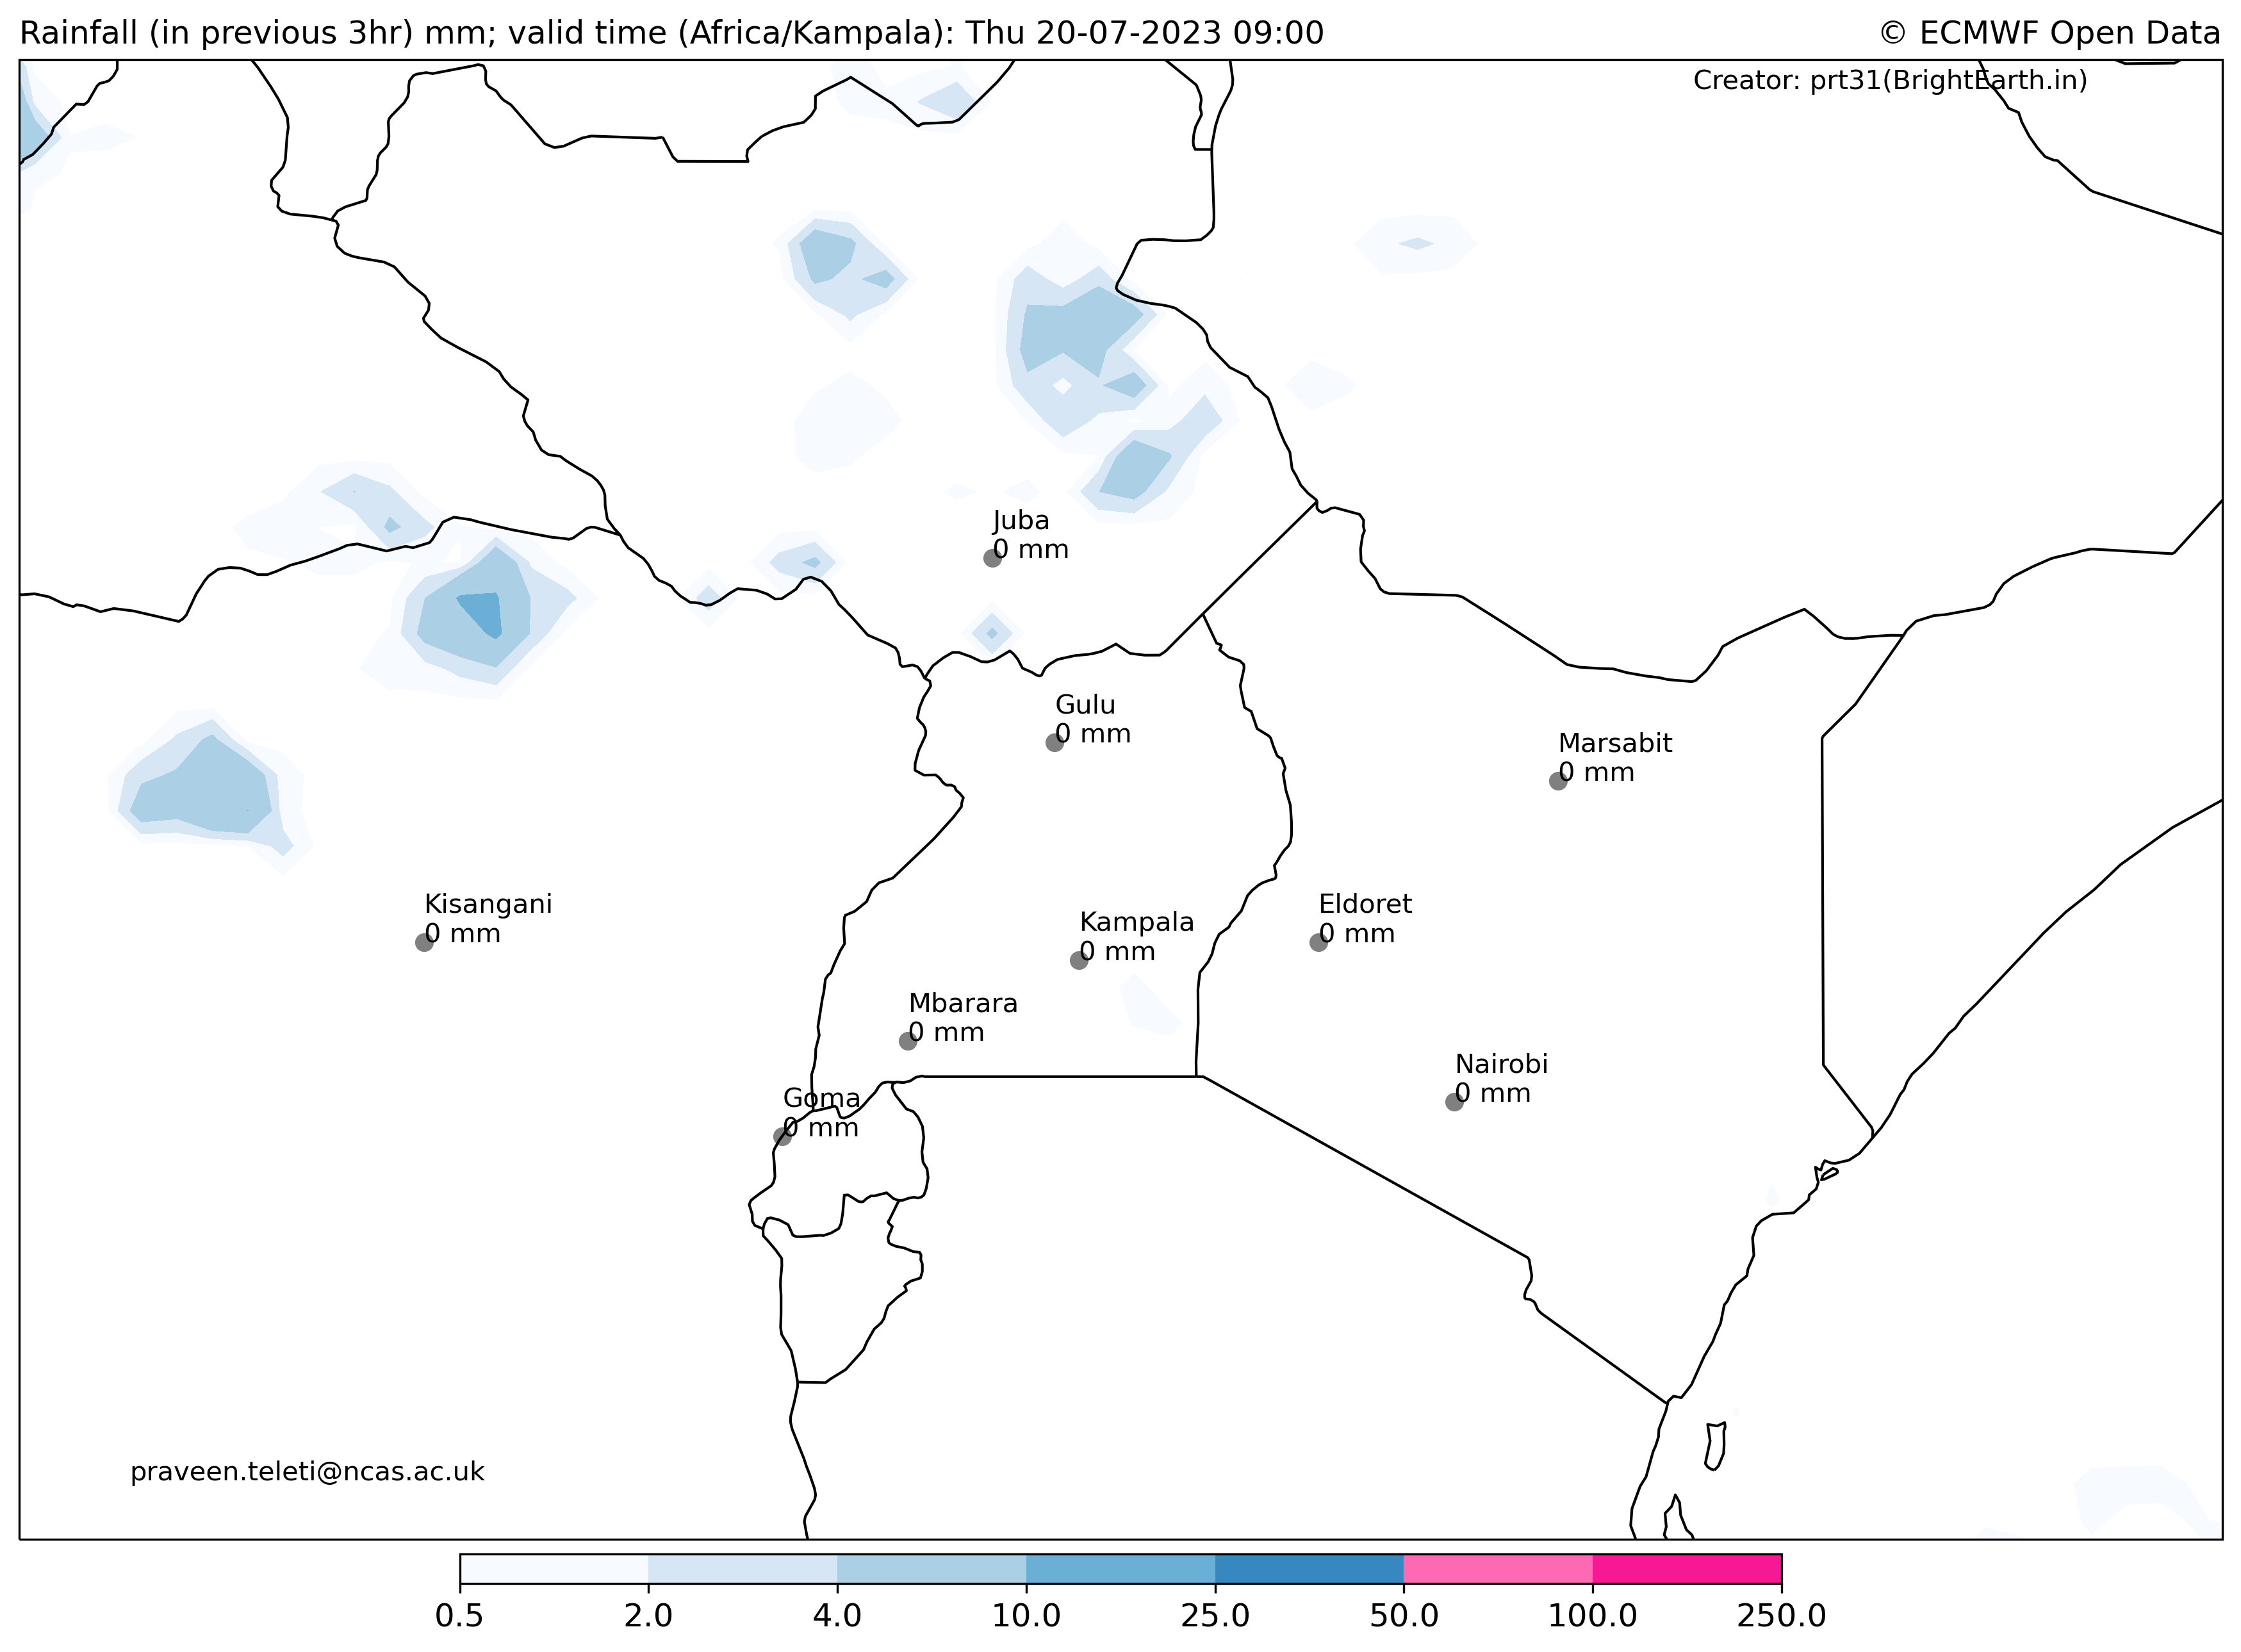 Rainfall (in previous 3hr) mm; valid time (Africa/Kampala): Thu 20-07-2023 09:00
© ECMWF Open Data
Creator: prt31(BrightEarth.in)
Juba
0 mm
Gulu
0 mm
Marsabit
0 mm
Kisangani
0 mm
Kampala
0 mm
Eldoret
0 mm
Mbarara
0 mm
Nairobi
0 mm
Goma
0 mm
praveen.teleti@ncas.ac.uk
0.5 2.0 4.0 10.0 25.0 50.0 100.0 250.0